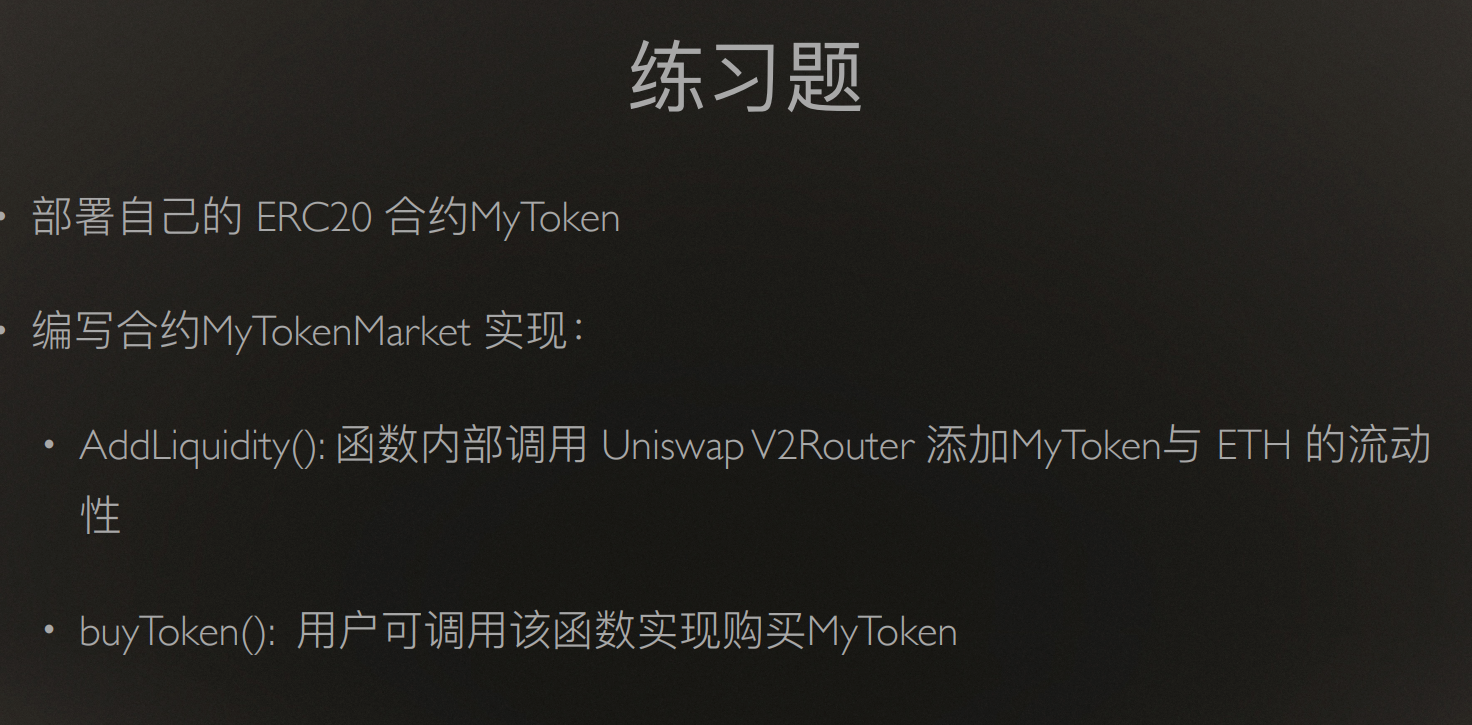 练习题
• 部署自己的 ERC20 合约MyToken
• 编写合约MyTokenMarket 实现：
• AddLiquidity(): 函数内部调用 Uniswap V2Router 添加MyToken与 ETH 的流动
性
• buyToken(): 用户可调用该函数实现购买MyToken